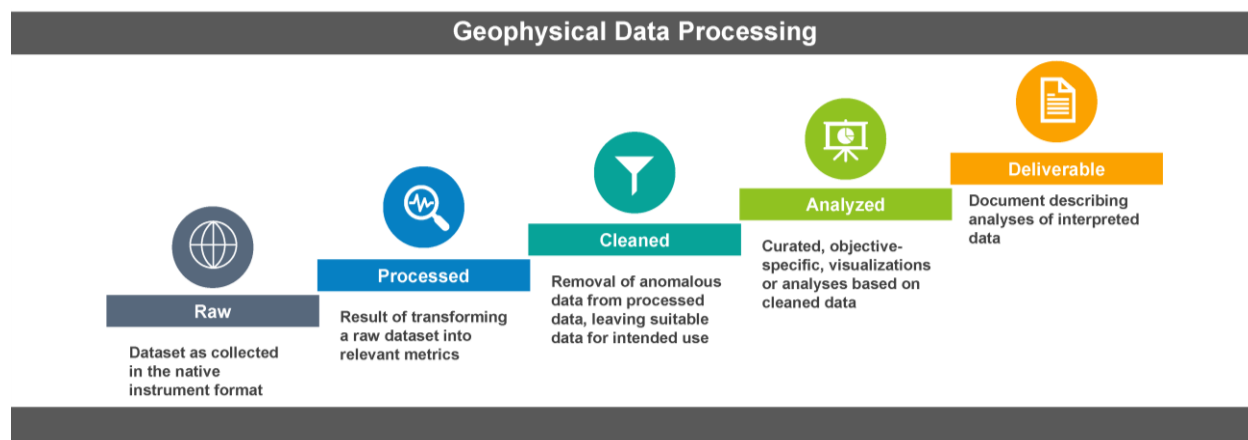 Geophysical Data Processing
Raw
Dataset as collected
in the native
instrument format
Processed
Result of transforming
a raw dataset into
relevant metrics
Cleaned
Removal of anomalous
data from processed
data, leaving suitable
data for intended use
Analyzed
Curated, objective-
specific, visualizations
or analyses based on
cleaned data
Deliverable
Document describing
analyses of interpreted
data